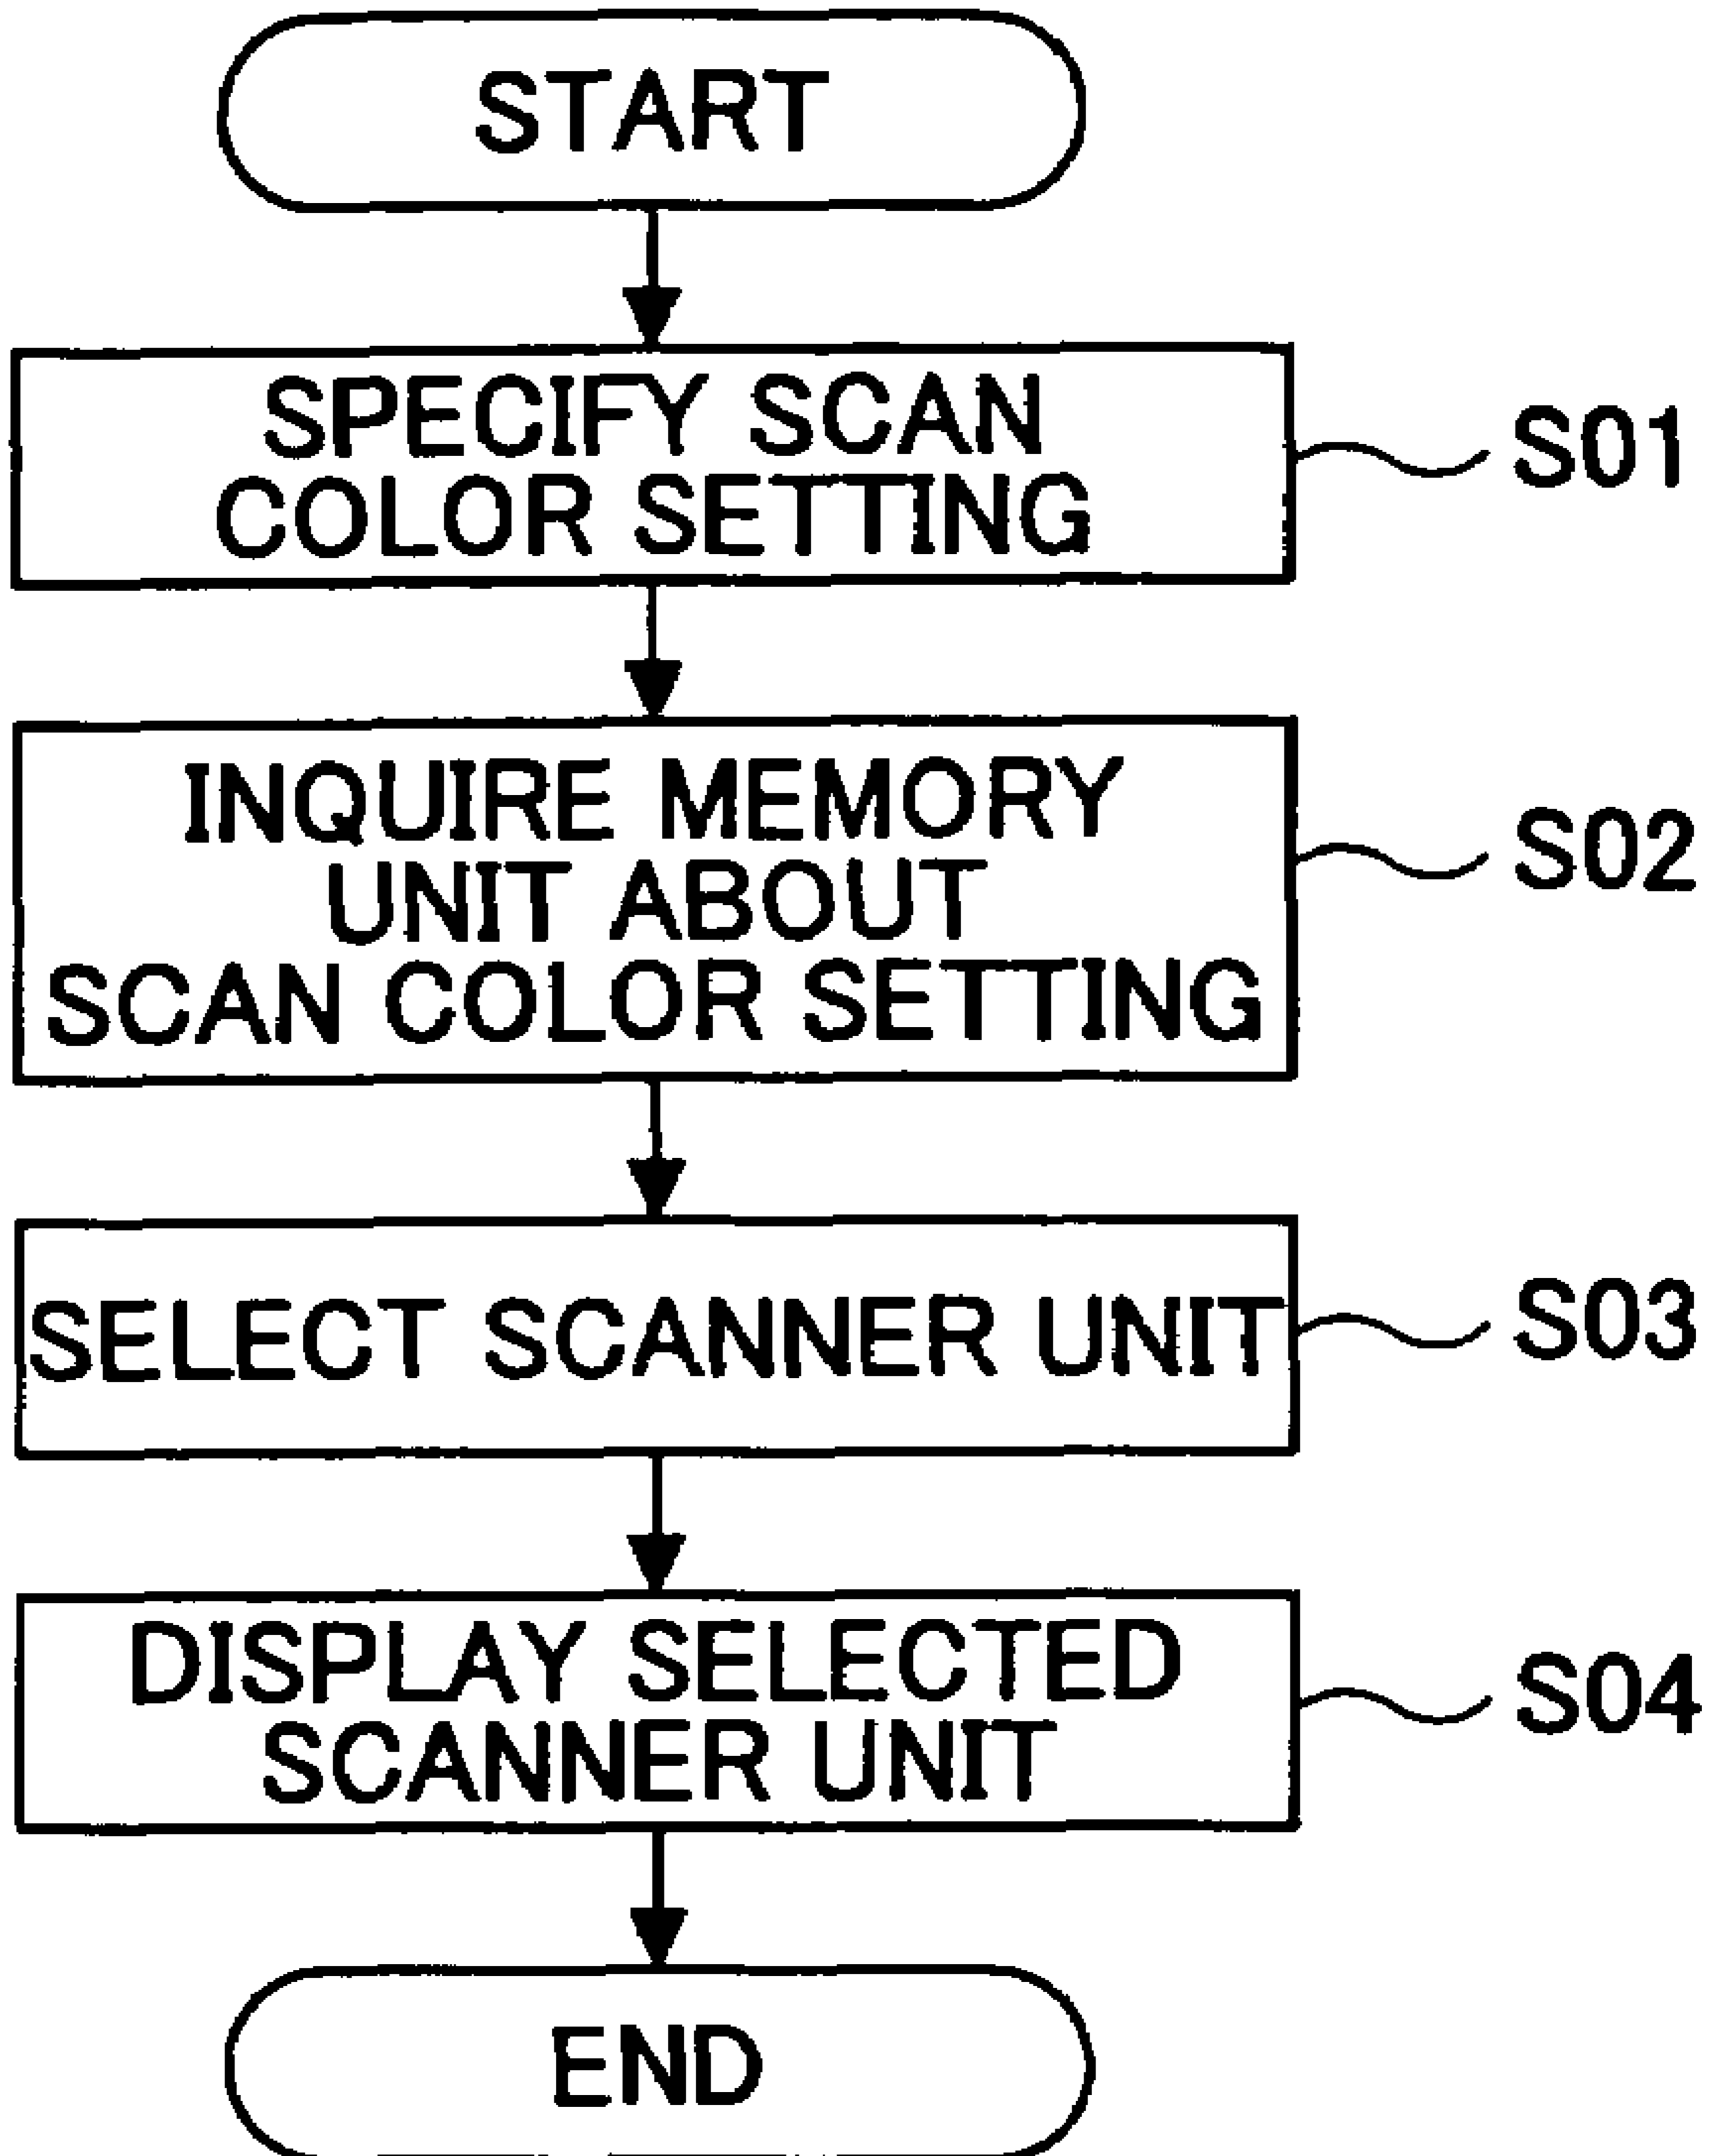 START
SPECIFY SCAN
COLOR SETTING
S01
INQUIRE MEMORY
UNIT ABOUT
SCAN COLOR SETTING
S02
SELECT SCANNER UNIT
S03
DISPLAY SELECTED
SCANNER UNIT
S04
END